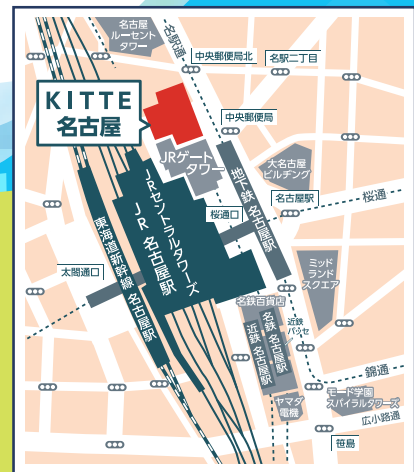 名古屋
ルーセント
タワー
名駅通
中央郵便局北
名駅二丁目
KITTE
名古屋
中央郵便局
JRゲート
タワー
大名古屋
ビルヂング
地下鉄 名古屋駅
名古屋駅
桜通
JRセントラルタワーズ
JR 名古屋駅
桜通口
東海道新幹線 名古屋駅
太閤通口
ミッド
ランド
スクエア
名鉄百貨店
近鉄
パッセ
名鉄 名古屋駅
近鉄 名古屋駅
錦通
モード学園
スパイラルタワーズ
ヤマダ
電機
広小路通
笹島